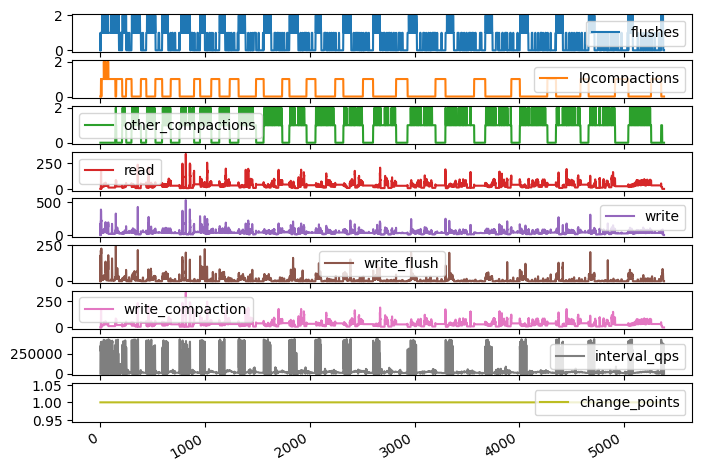 2
0
flushes
2
0
l0compactions
2
0
other_compactions
250
0
read
500
0
write
250
0
write_flush
250
0
write_compaction
250000
0
interval_qps
1.05
1.00
0.95
change_points
0
1000
2000
3000
4000
5000